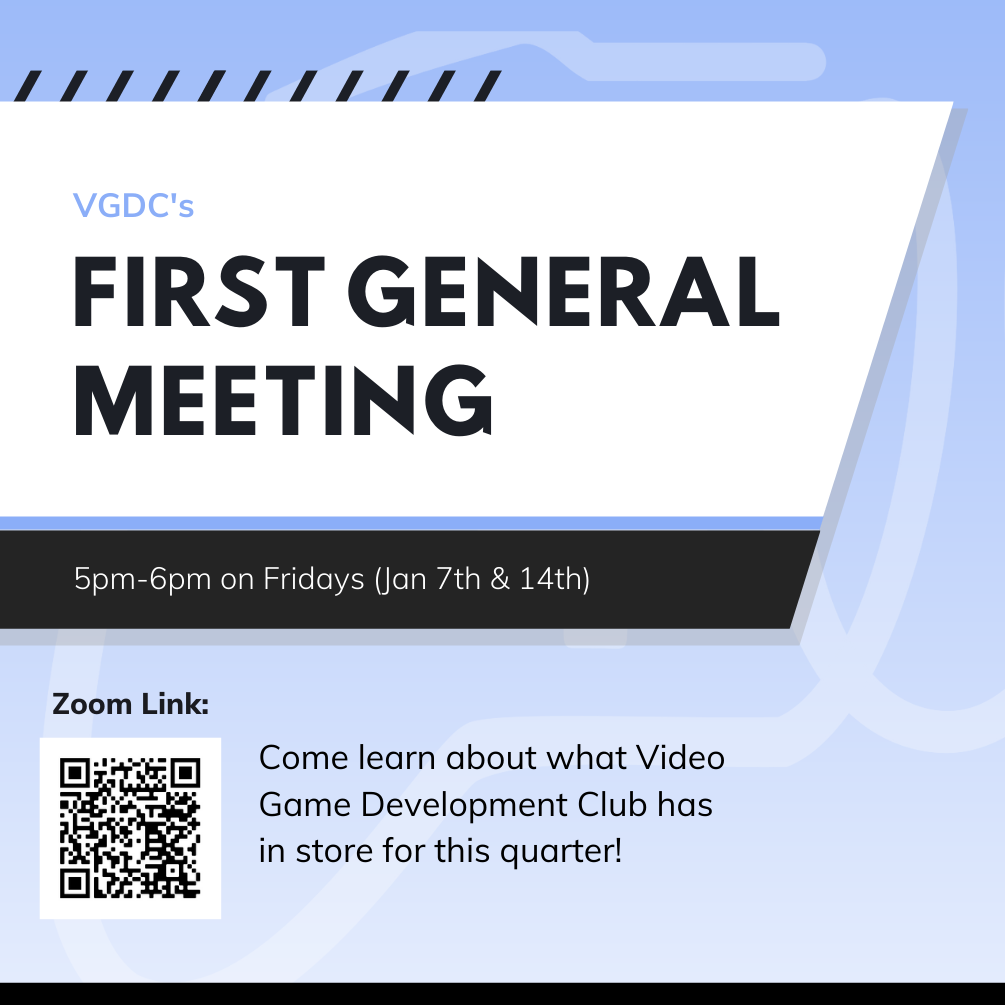 VGDC's
FIRST GENERAL
MEETING
5pm-6pm on Fridays (Jan 7th & 14th)
Zoom Link:
Come learn about what Video
Game Development Club has
in store for this quarter!